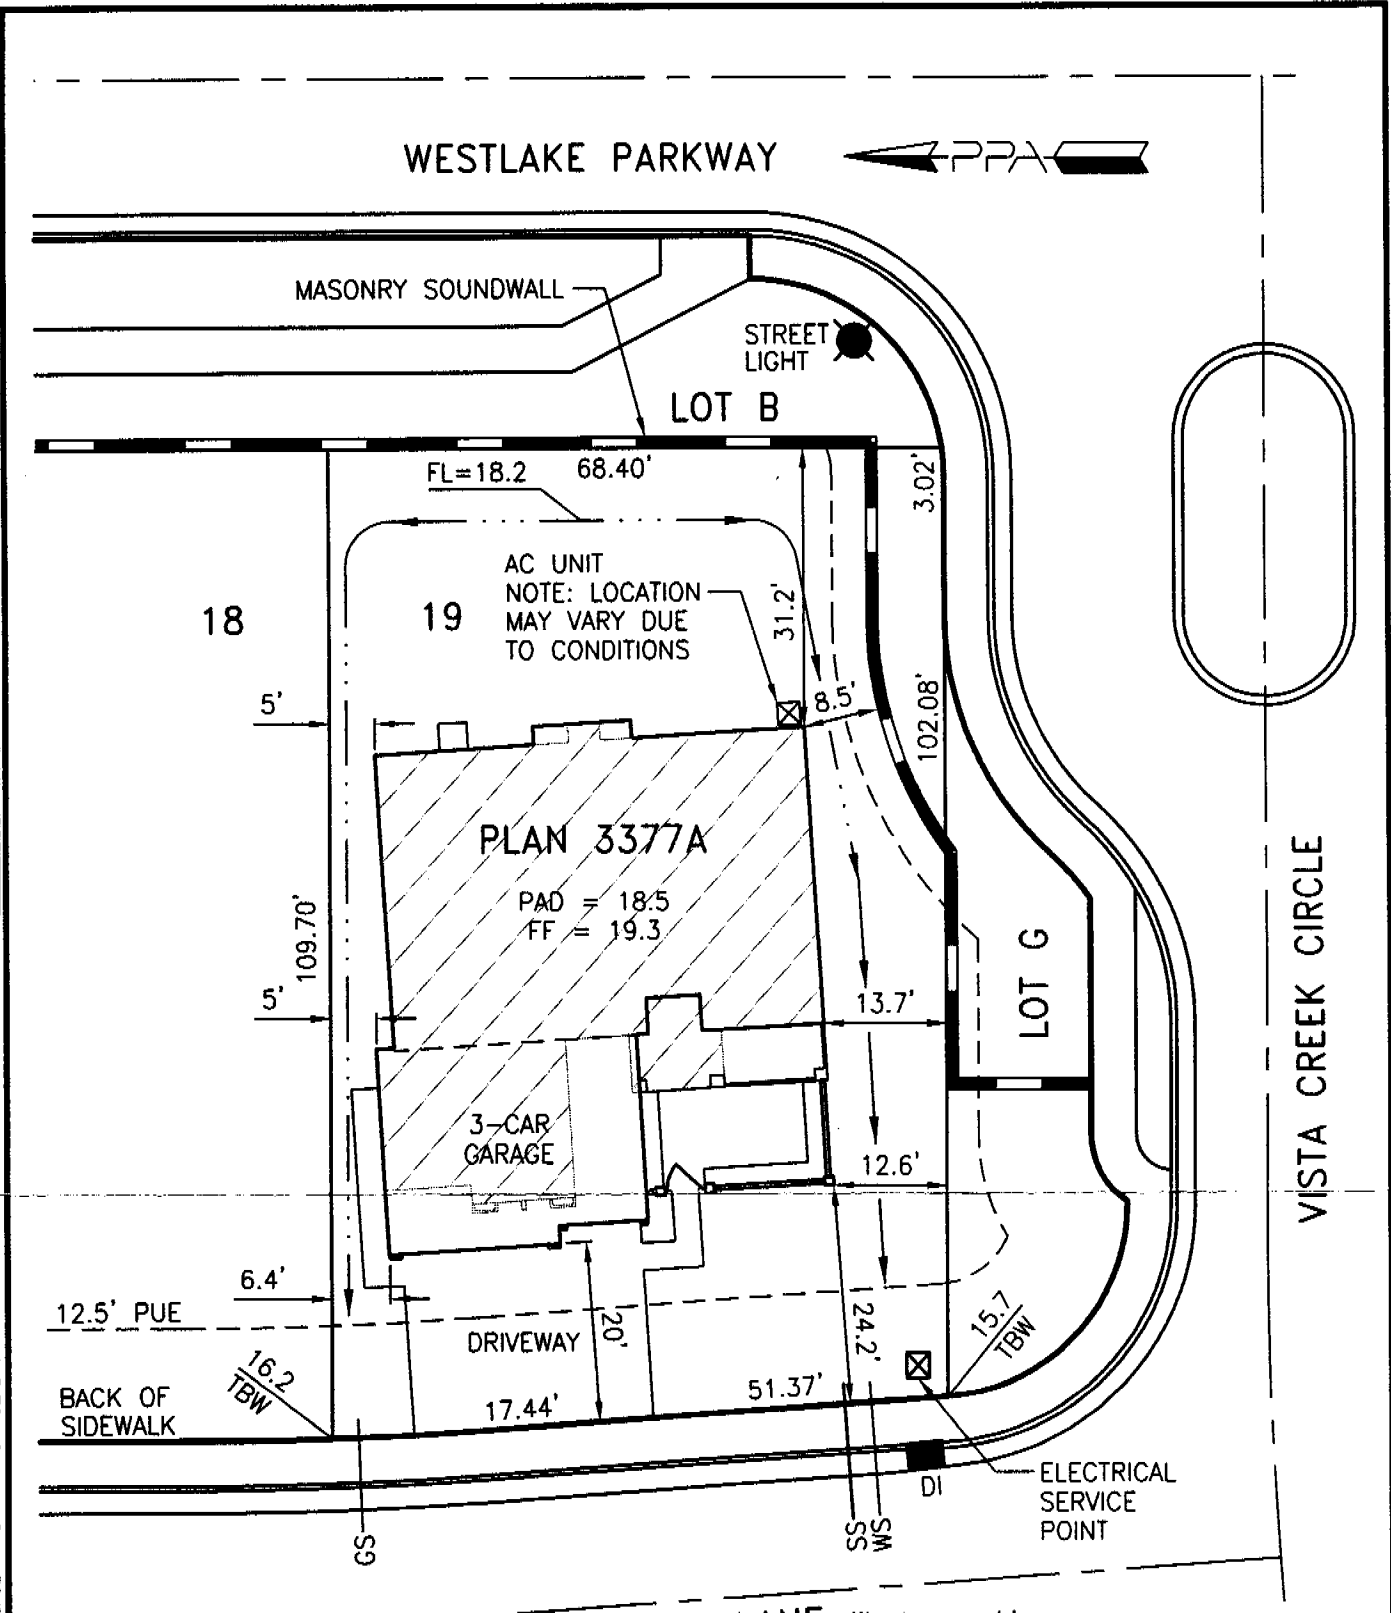 WESTLAKE PARKWAY
PPA
MASONRY SOUNDWALL
STREET
LIGHT
LOT B
FL=18.2
68.40'
3.02'
AC UNIT
NOTE: LOCATION
MAY VARY DUE
TO CONDITIONS
31.2'
18
19
5'
8.5'
102.08'
PLAN 3377A
PAD = 18.5
FF = 19.3
109.70'
5'
13.7'
LOT G
VISTA CREEK CIRCLE
3-CAR
GARAGE
12.6'
6.4'
12.5' PUE
DRIVEWAY
20'
24.2'
15.7
TBW
16.2
TBW
BACK OF
SIDEWALK
17.44'
51.37'
ELECTRICAL
SERVICE
POINT
DI
GS
SS
SW